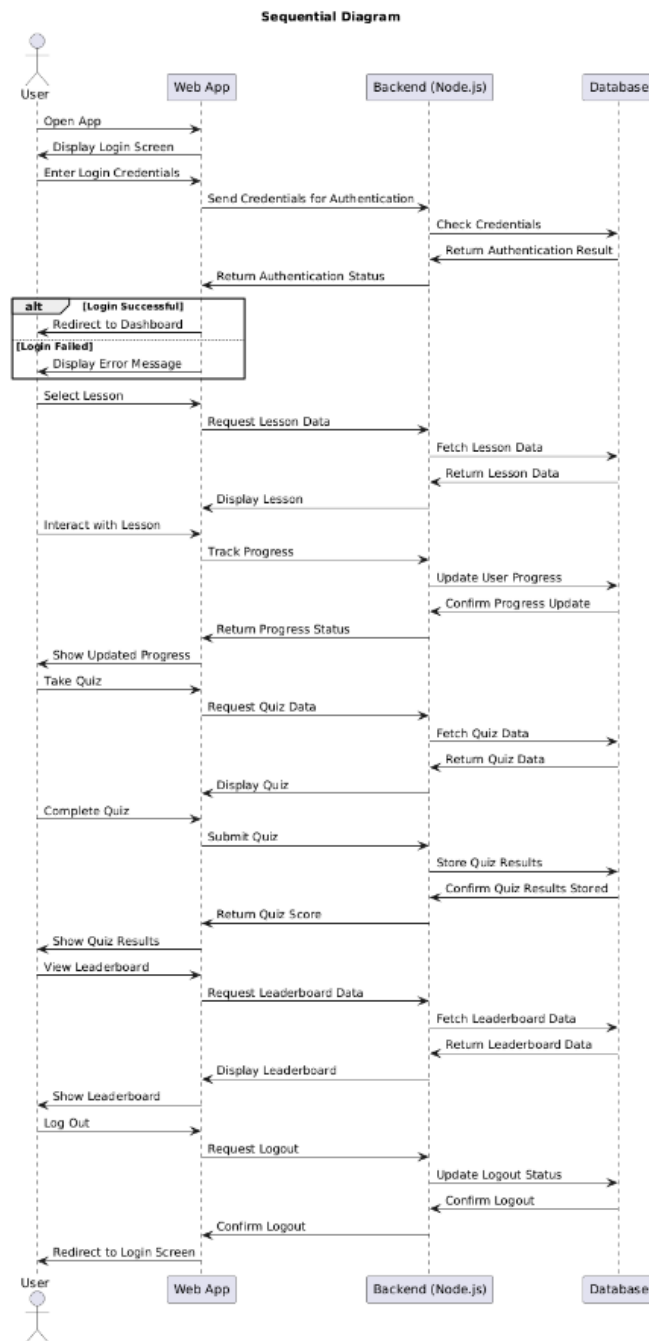 Sequential Diagram
User
Web App
Backend (Node.js)
Database
Open App
Display Login Screen
Enter Login Credentials
Send Credentials for Authentication
Check Credentials
Return Authentication Result
Return Authentication Status
alt [Login Successful]
Redirect to Dashboard
[Login Failed]
Display Error Message
Select Lesson
Request Lesson Data
Fetch Lesson Data
Return Lesson Data
Display Lesson
Interact with Lesson
Track Progress
Update User Progress
Confirm Progress Update
Return Progress Status
Show Updated Progress
Take Quiz
Request Quiz Data
Fetch Quiz Data
Return Quiz Data
Display Quiz
Complete Quiz
Submit Quiz
Store Quiz Results
Confirm Quiz Results Stored
Return Quiz Score
Show Quiz Results
View Leaderboard
Request Leaderboard Data
Fetch Leaderboard Data
Return Leaderboard Data
Display Leaderboard
Show Leaderboard
Log Out
Request Logout
Update Logout Status
Confirm Logout
Confirm Logout
Redirect to Login Screen
User
Web App
Backend (Node.js)
Database